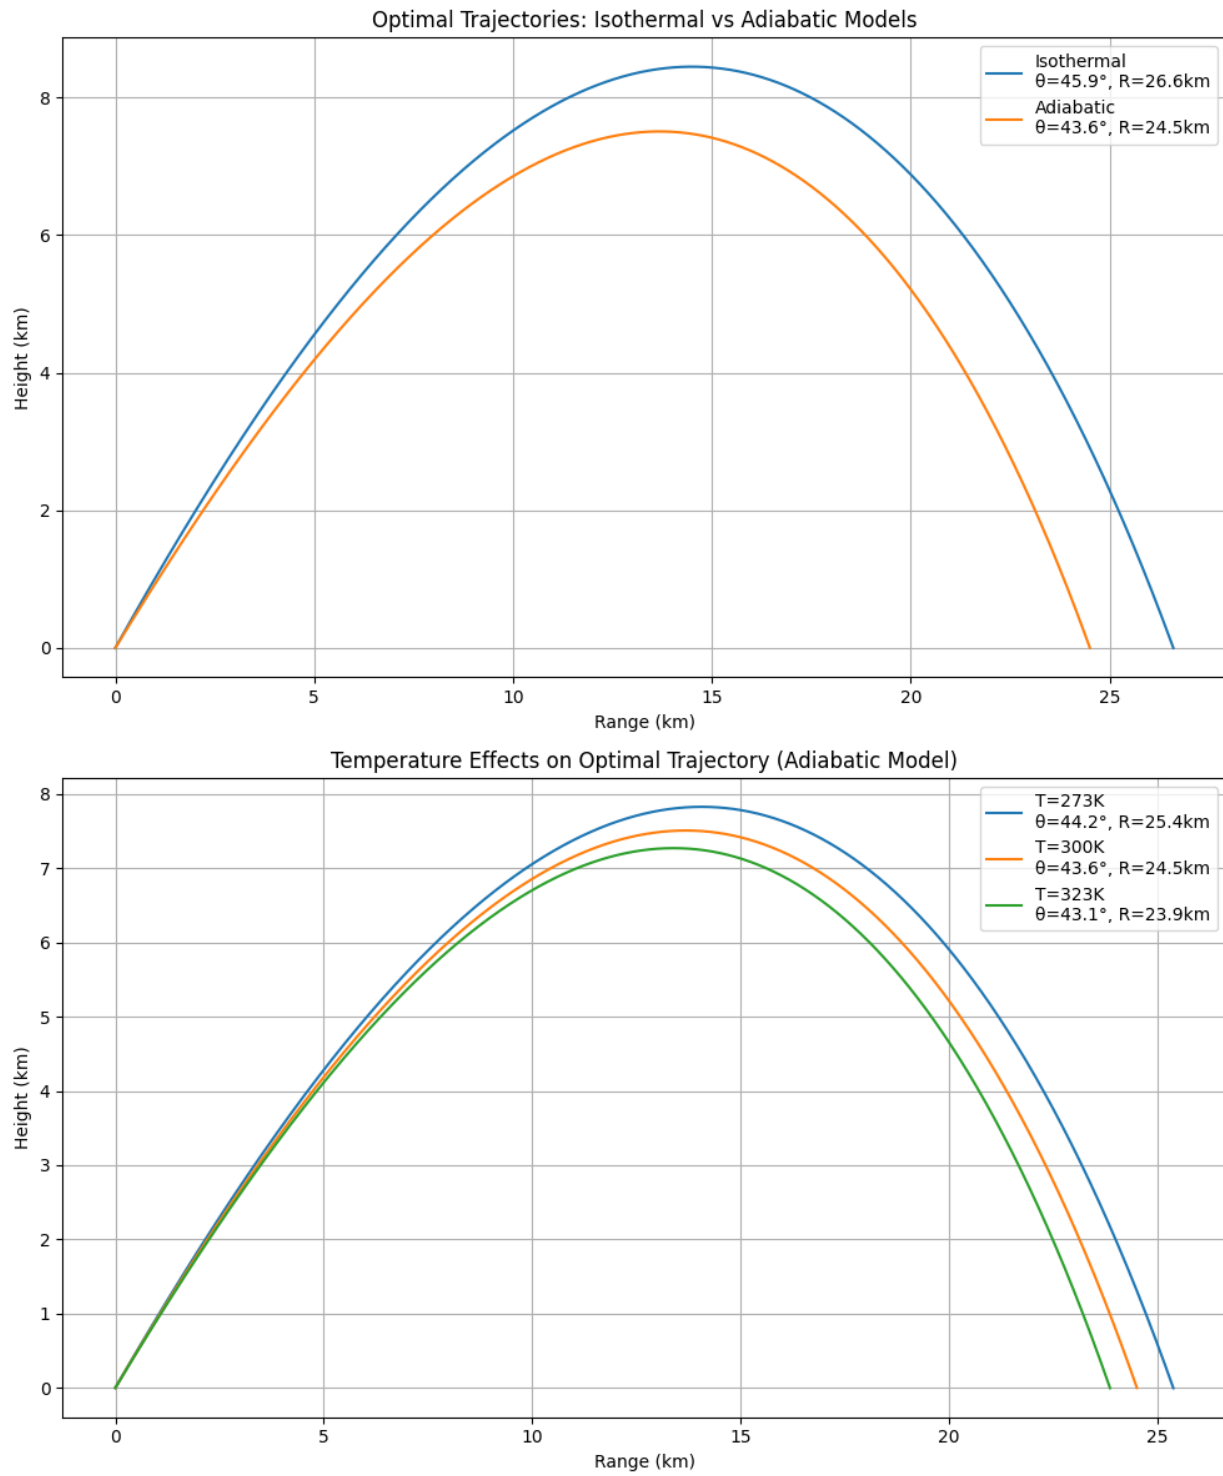 Optimal Trajectories: Isothermal vs Adiabatic Models
Isothermal
θ=45.9°, R=26.6km
Adiabatic
θ=43.6°, R=24.5km
Height (km)
8
6
4
2
0
0 5 10 15 20 25
Range (km)
Temperature Effects on Optimal Trajectory (Adiabatic Model)
T=273K
θ=44.2°, R=25.4km
T=300K
θ=43.6°, R=24.5km
T=323K
θ=43.1°, R=23.9km
Height (km)
8
7
6
5
4
3
2
1
0
0 5 10 15 20 25
Range (km)